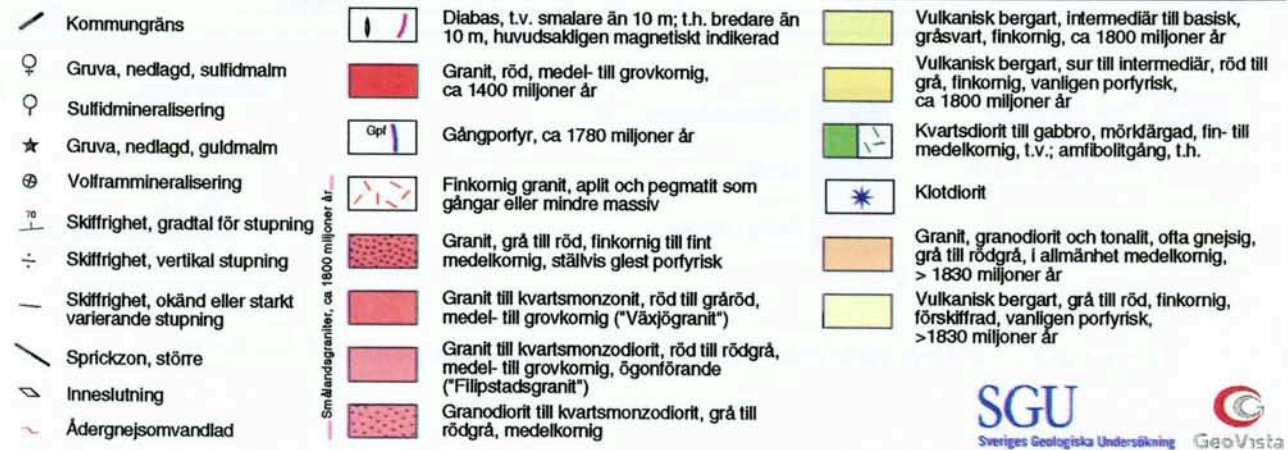 Kommungräns
Gruva, nedlagd, sulfidmalm
Sulfidmineralisering
Gruva, nedlagd, guldmalm
Volframmineralisering
70
Skiffrighet, gradtal för stupning
Skiffrighet, vertikal stupning
Skiffrighet, okänd eller starkt
varierande stupning
Sprickzon, större
Inneslutning
Ådergnejsomvandlad
Diabas, t.v. smalare än 10 m; t.h. bredare än
10 m, huvudsakligen magnetiskt indikerad
Granit, röd, medel- till grovkornig,
ca 1400 miljoner år
Gpf
Gångporfyr, ca 1780 miljoner år
Smålandsgraniter, ca 1800 miljoner år
Finkornig granit, aplit och pegmatit som
gångar eller mindre massiv
Granit, grå till röd, finkornig till fint
medelkornig, ställvis glest porfyrisk
Granit till kvartsmonzonit, röd till gråröd,
medel- till grovkornig ("Växjögranit")
Granit till kvartsmonzodiorit, röd till rödgrå,
medel- till grovkornig, ögonförande
("Filipstadsgranit")
Granodiorit till kvartsmonzodiorit, grå till
rödgrå, medelkornig
Vulkanisk bergart, intermediär till basisk,
gråsvart, finkornig, ca 1800 miljoner år
Vulkanisk bergart, sur till intermediär, röd till
grå, finkornig, vanligen porfyrisk,
ca 1800 miljoner år
Kvartsdiorit till gabbro, mörkfärgad, fin- till
medelkornig, t.v.; amfibolitgång, t.h.
Klotdiorit
Granit, granodiorit och tonalit, ofta gnejsig,
grå till rödgrå, i allmänhet medelkornig,
> 1830 miljoner år
Vulkanisk bergart, grå till röd, finkornig,
förskiffrad, vanligen porfyrisk,
>1830 miljoner år
SGU
Sveriges Geologiska Undersökning
GeoVista